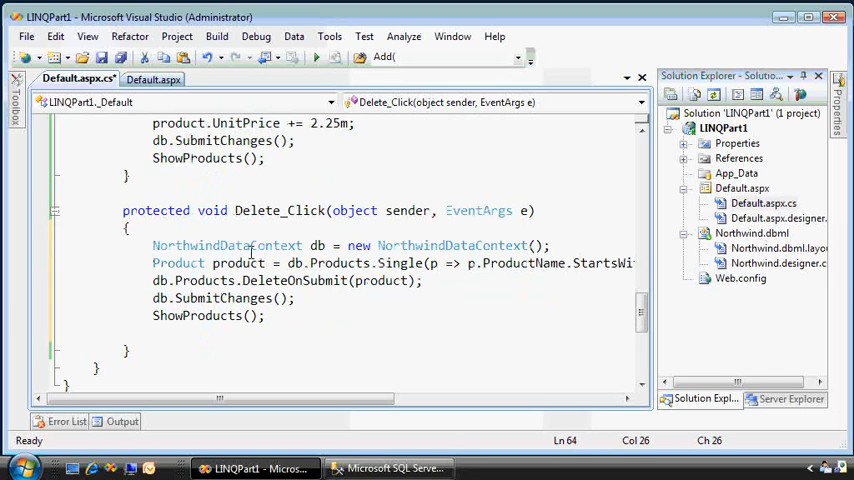 LINQPart1 - Microsoft Visual Studio (Administrator)
File Edit View Refactor Project Build Debug Data Tools Test Analyze Window Help
Add(
Default.aspx.cs* Default.aspx
LINQPart1._Default Delete_Click(object sender, EventArgs e)
Toolbox
product.UnitPrice += 2.25m;
db.SubmitChanges();
ShowProducts();
}
protected void Delete_Click(object sender, EventArgs e)
{
NorthwindDataContext db = new NorthwindDataContext();
Product product = db.Products.Single(p => p.ProductName.StartsWi
db.Products.DeleteOnSubmit(product);
db.SubmitChanges();
ShowProducts();
}
}
}
Solution Explorer - Solutio...
Solution 'LINQPart1' (1 project)
LINQPart1
Properties
References
App_Data
Default.aspx
Default.aspx.cs
Default.aspx.designer.
Northwind.dbml
Northwind.dbml.layo
Northwind.designer.c
Web.config
Solution Expl... Server Explorer
Properties
Error List Output
Ready Ln 64 Col 26 Ch 26
LINQPart1 - Micros... Microsoft SQL Serve...